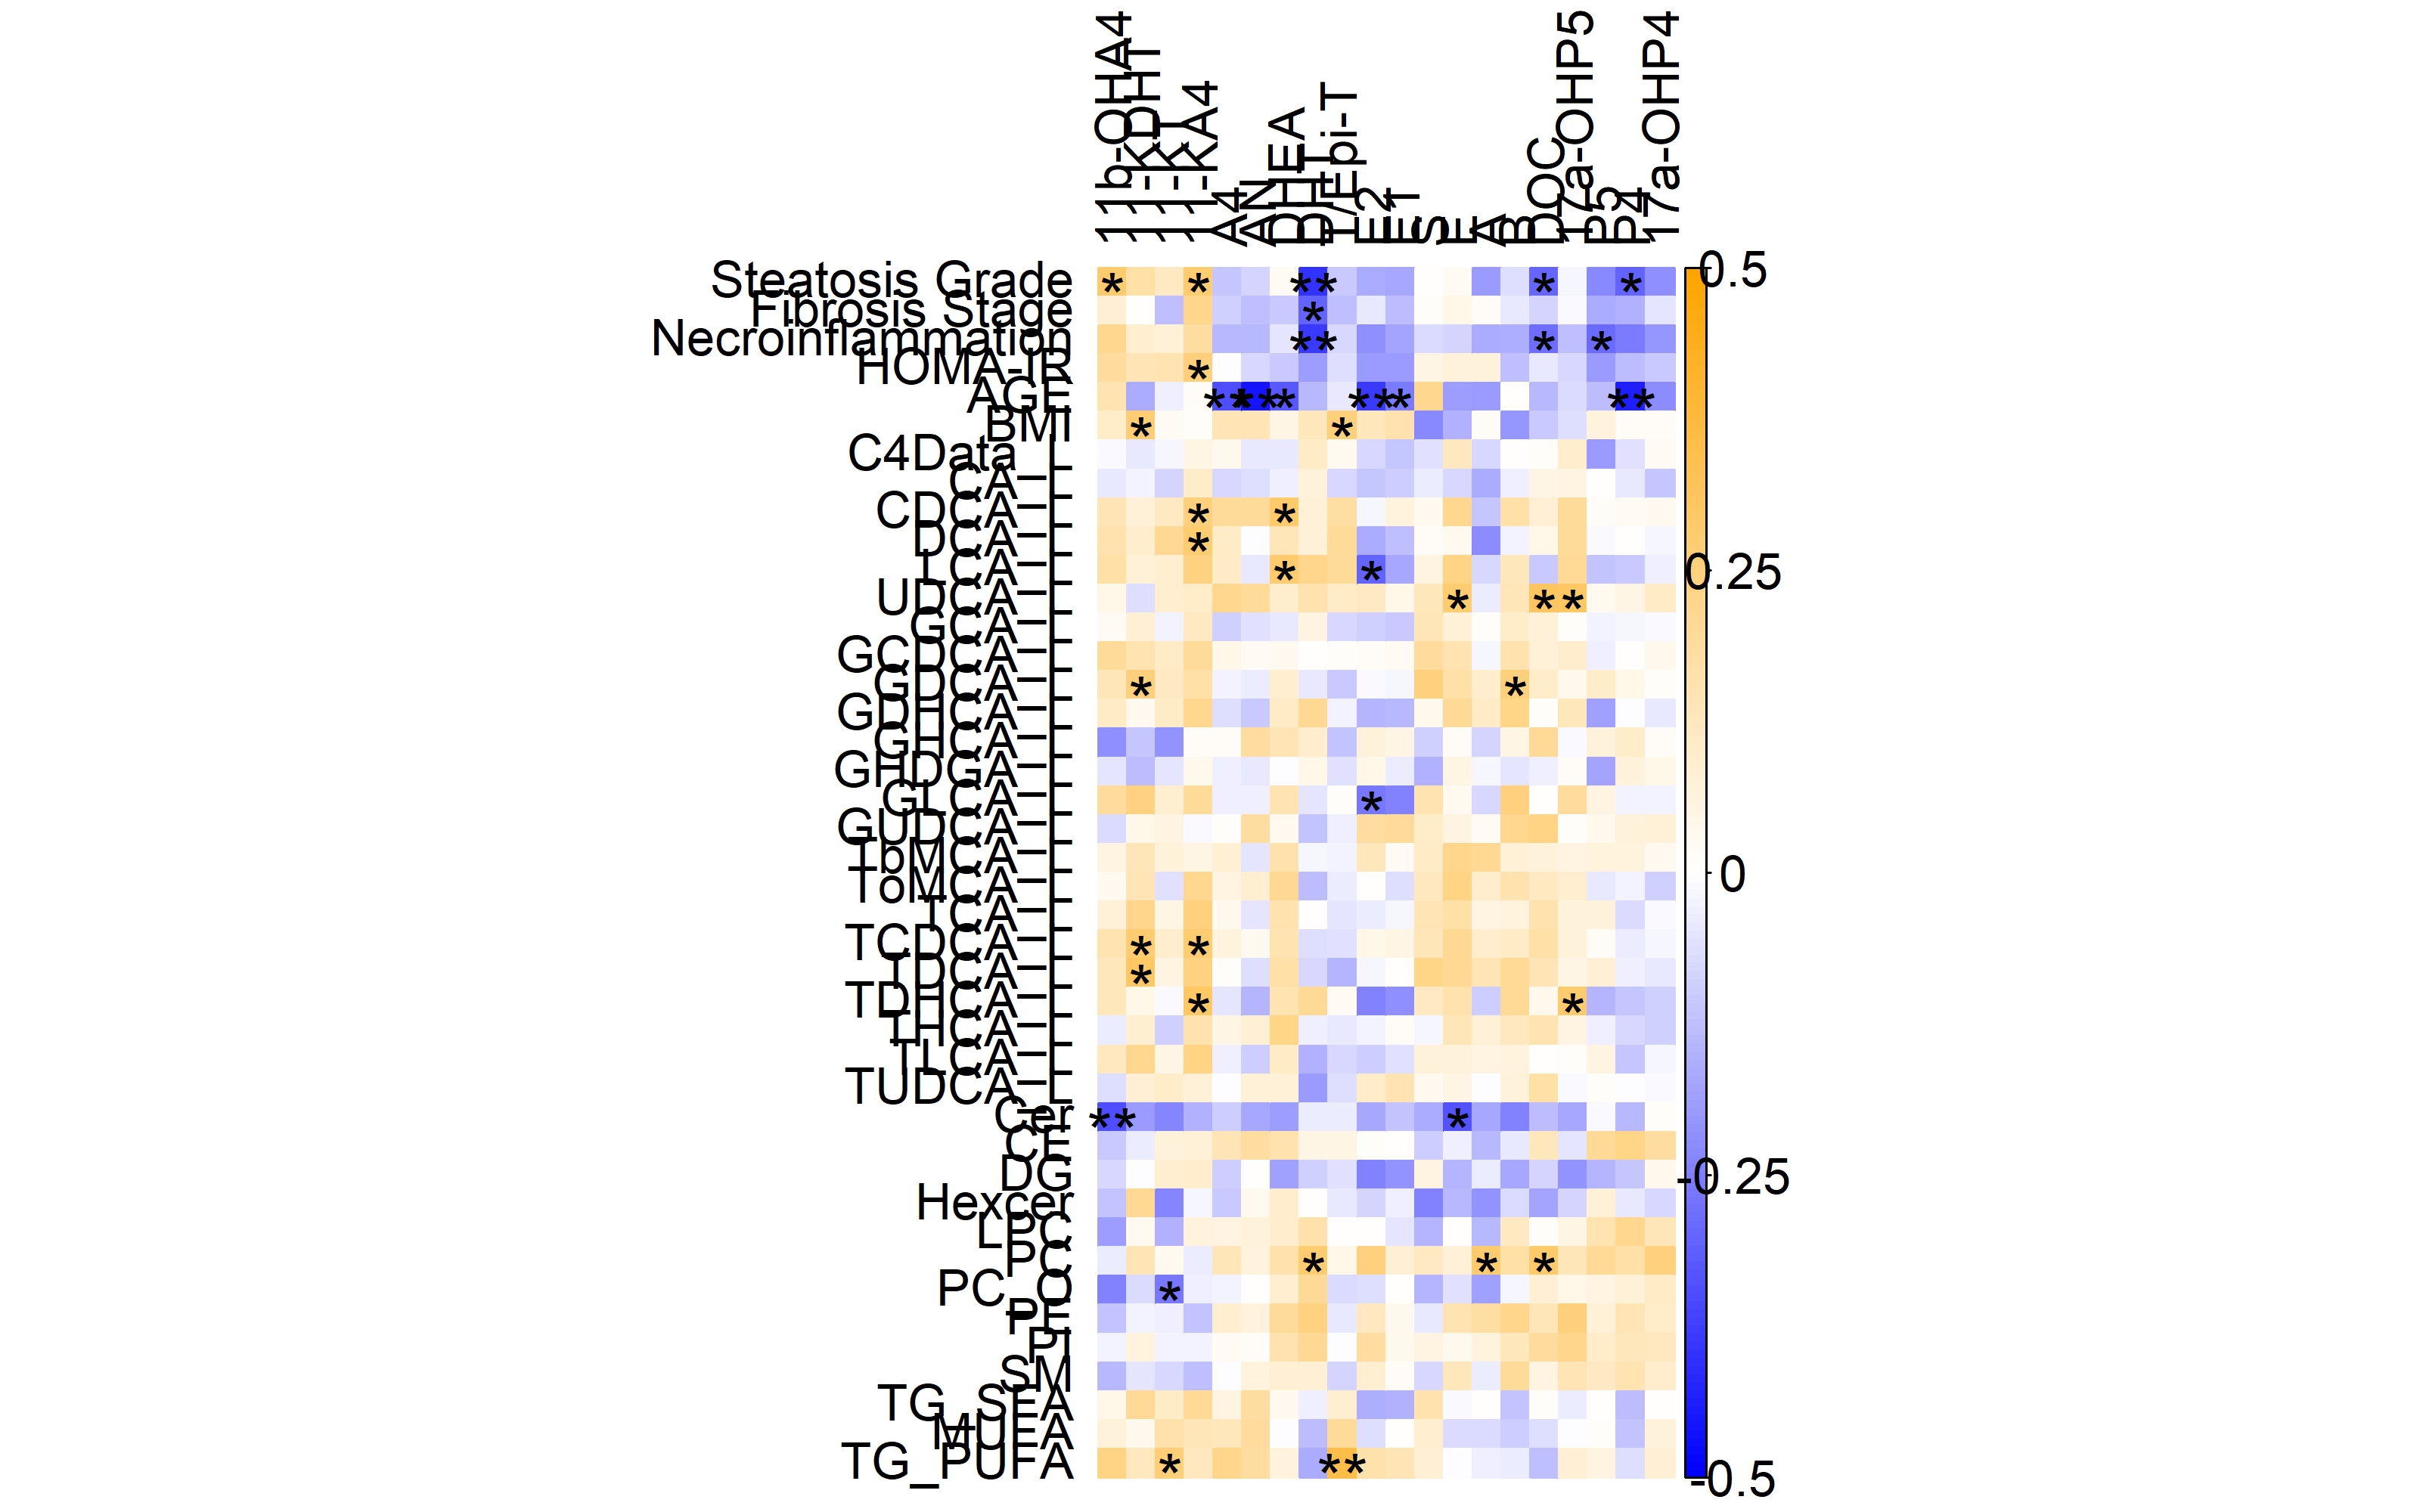 11b-OHA4
11-KDHT
11-KT
11-KA4
A4
AN
DHEA
DHT
T/Epi-T
E2
E1
S
F
A
B
DOC
17a-OHP5
P5
P4
17a-OHP4
Steatosis Grade
Fibrosis Stage
Necroinflammation
HOMA-IR
AGE
BMI
C4Data_L
CA-L
CDCA-L
DCA-L
LCA-L
UDCA-L
GCA-L
GCDCA-L
GDCA-L
GDHCA-L
GHCA-L
GHDGA-L
GLCA-L
GUDCA-L
TbMCA-L
ToMCA-L
TCA-L
TCDCA-L
TDCA-L
TDHCA-L
THCA-L
TLCA-L
TUDCA-L
Cer
CE
DG
Hexcer
LPC
PC
PC_O
PE
PI
SM
TG_SFA
MUFA
TG_PUFA
0.5
0.25
0
-0.25
-0.5